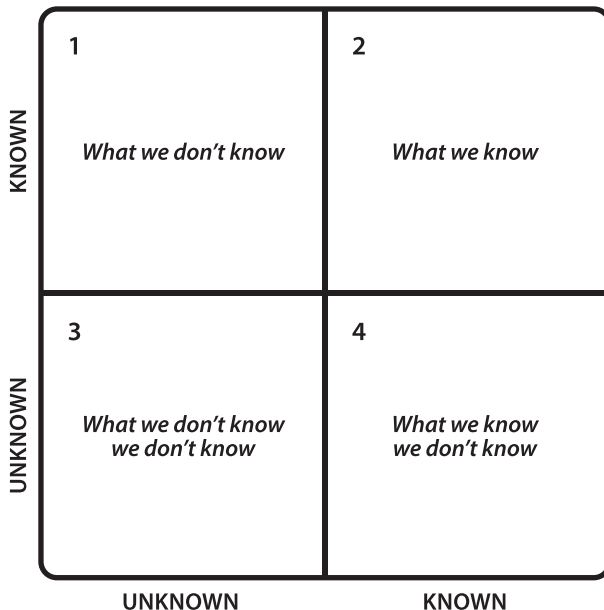 1
2
KNOWN
What we don't know
What we know
3
4
UNKNOWN
What we don't know
we don't know
What we know
we don't know
UNKNOWN
KNOWN